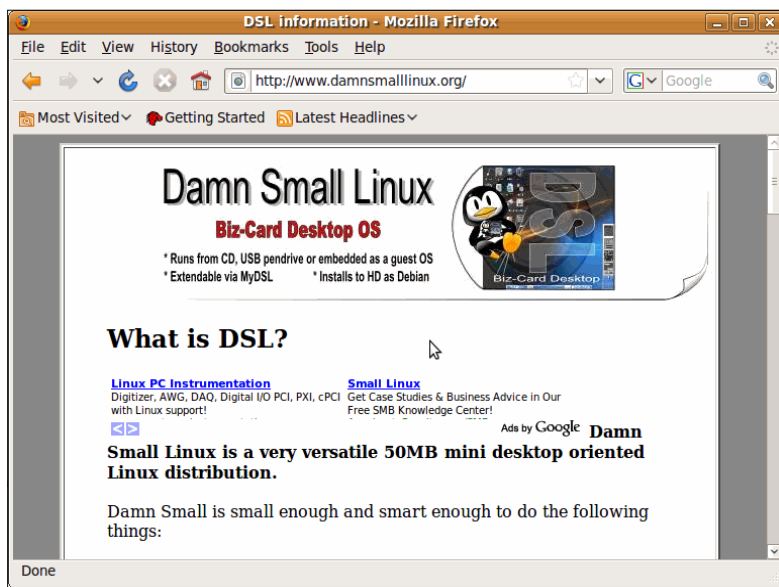 DSL information - Mozilla Firefox
File Edit View History Bookmarks Tools Help
http://www.damnsmalllinux.org/
G Google
Most Visited Getting Started Latest Headlines
Damn Small Linux
Biz-Card Desktop OS
* Runs from CD, USB pendrive or embedded as a guest OS
* Extendable via MyDSL * Installs to HD as Debian
DSL
Biz-Card Desktop
What is DSL?
Linux PC Instrumentation
Digitizer, AWG, DAQ, Digital I/O PCI, PXI, cPCI
with Linux support!
Small Linux
Get Case Studies & Business Advice in Our
Free SMB Knowledge Center!
Ads by Google
Damn
Small Linux is a very versatile 50MB mini desktop oriented
Linux distribution.
Damn Small is small enough and smart enough to do the following
things:
Done